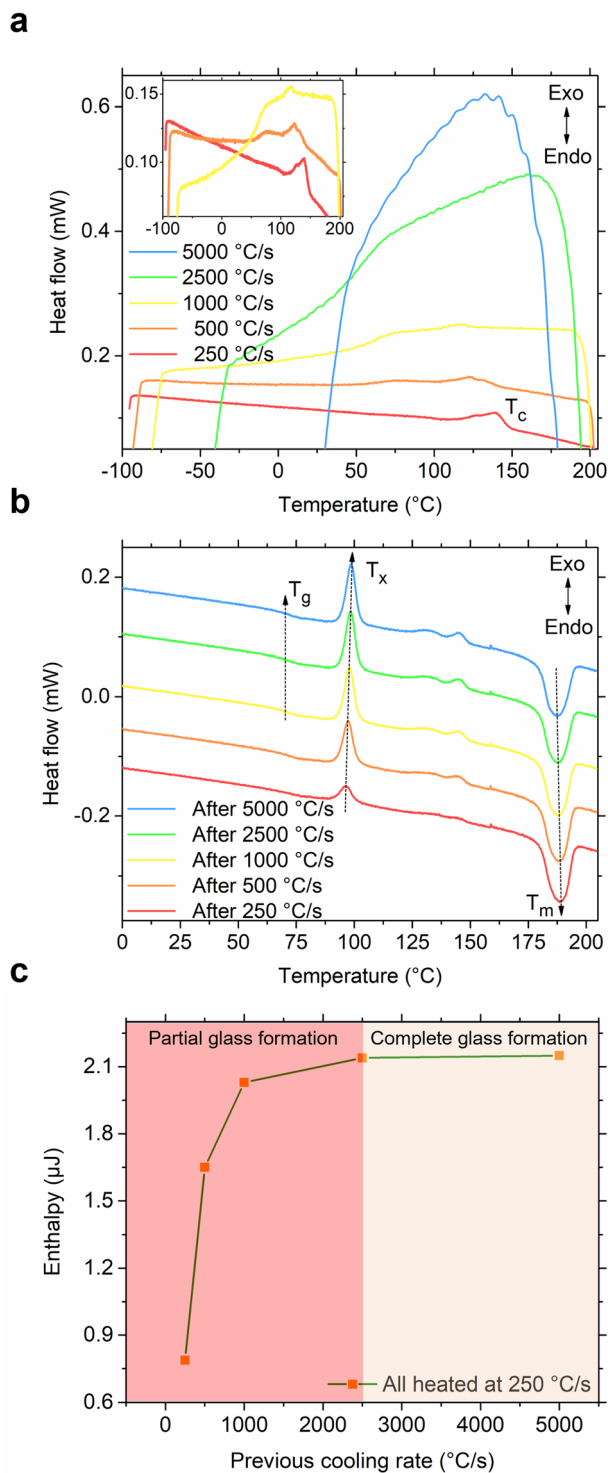 a
0.6
0.4
0.2
Heat flow (mW)
0.15
0.10
-100
0
100
200
Exo
Endo
5000 °C/s
2500 °C/s
1000 °C/s
500 °C/s
250 °C/s
Tc
-100
-50
0
50
100
150
200
Temperature (°C)
b
0.2
0.0
-0.2
Heat flow (mW)
Tg
Tx
Exo
Endo
After 5000 °C/s
After 2500 °C/s
After 1000 °C/s
After 500 °C/s
After 250 °C/s
Tm
0
25
50
75
100
125
150
175
200
Temperature (°C)
c
Partial glass formation
Complete glass formation
2.1
1.8
1.5
1.2
0.9
0.6
Enthalpy (µJ)
All heated at 250 °C/s
0
1000
2000
3000
4000
5000
Previous cooling rate (°C/s)